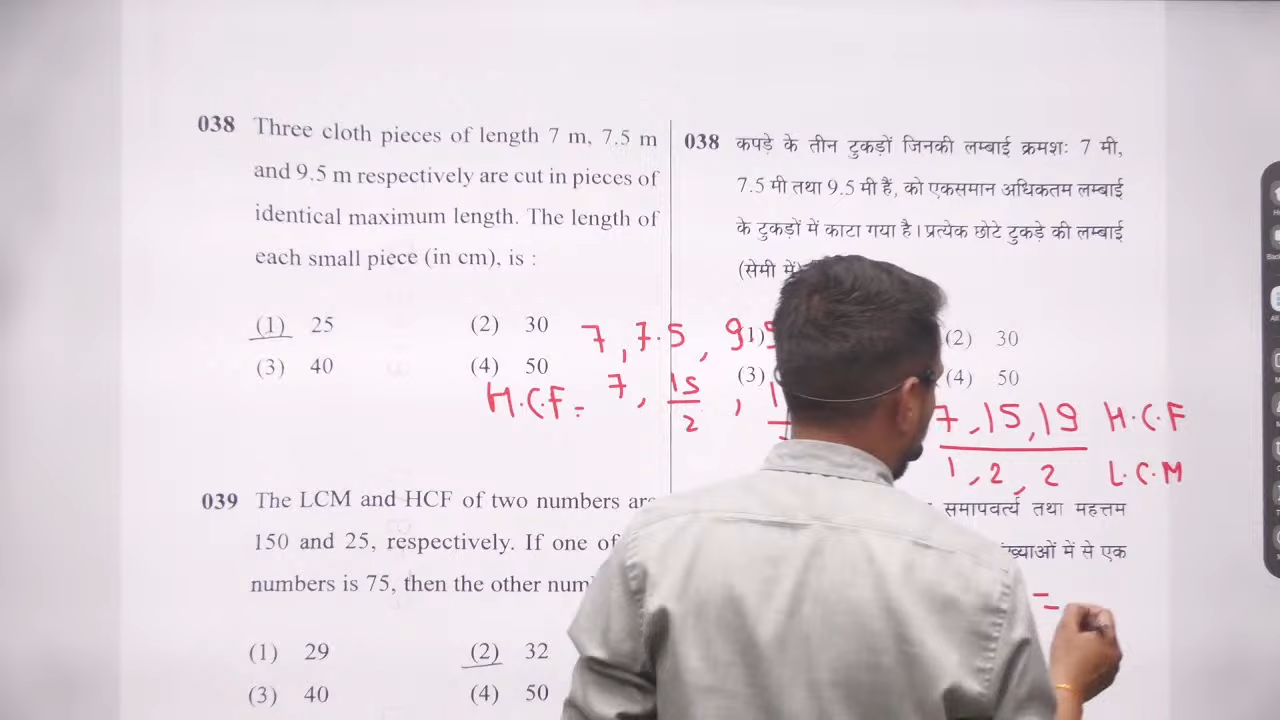 038 Three cloth pieces of length 7 m, 7.5 m
and 9.5 m respectively are cut in pieces of
identical maximum length. The length of
each small piece (in cm), is :
(1) 25 (2) 30
(3) 40 (4) 50
038 कपड़े के तीन टुकड़ों जिनकी लम्बाई क्रमशः 7 मी,
7.5 मी तथा 9.5 मी हैं, को एकसमान अधिकतम लम्बाई
के टुकड़ों में काटा गया है। प्रत्येक छोटे टुकड़े की लम्बाई
(सेमी में)
(1) (2) 30
(3) (4) 50
7, 7.5, 9.5
H.C.F = 7, 15/2,
7, 15, 19 H.C.F
1, 2, 2 L.C.M
=
039 The LCM and HCF of two numbers are
150 and 25, respectively. If one of
numbers is 75, then the other
(1) 29 (2) 32
(3) 40 (4) 50
समापवर्त्य तथा महत्तम
में से एक